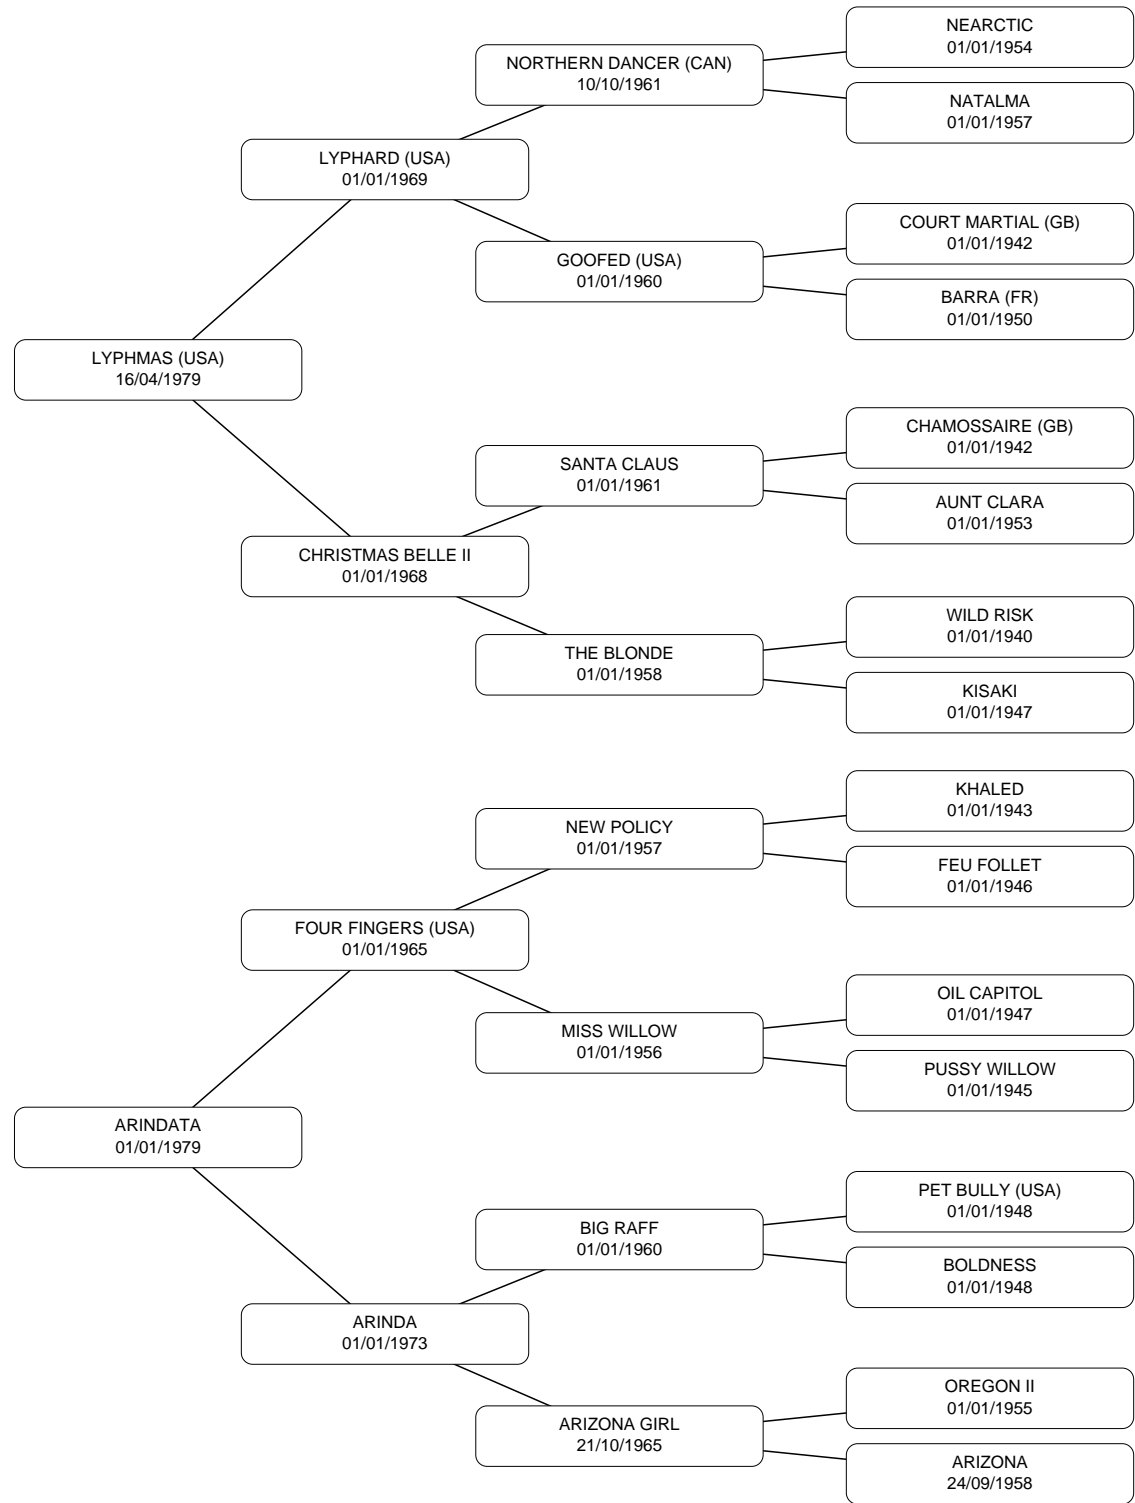 NEARCTIC
01/01/1954
NORTHERN DANCER (CAN)
10/10/1961
NATALMA
01/01/1957
LYPHARD (USA)
01/01/1969
COURT MARTIAL (GB)
01/01/1942
GOOFED (USA)
01/01/1960
BARRA (FR)
01/01/1950
LYPHMAS (USA)
16/04/1979
CHAMOSSAIRE (GB)
01/01/1942
SANTA CLAUS
01/01/1961
AUNT CLARA
01/01/1953
CHRISTMAS BELLE II
01/01/1968
WILD RISK
01/01/1940
THE BLONDE
01/01/1958
KISAKI
01/01/1947
KHALED
01/01/1943
NEW POLICY
01/01/1957
FEU FOLLET
01/01/1946
FOUR FINGERS (USA)
01/01/1965
OIL CAPITOL
01/01/1947
MISS WILLOW
01/01/1956
PUSSY WILLOW
01/01/1945
ARINDATA
01/01/1979
PET BULLY (USA)
01/01/1948
BIG RAFF
01/01/1960
BOLDNESS
01/01/1948
ARINDA
01/01/1973
OREGON II
01/01/1955
ARIZONA GIRL
21/10/1965
ARIZONA
24/09/1958